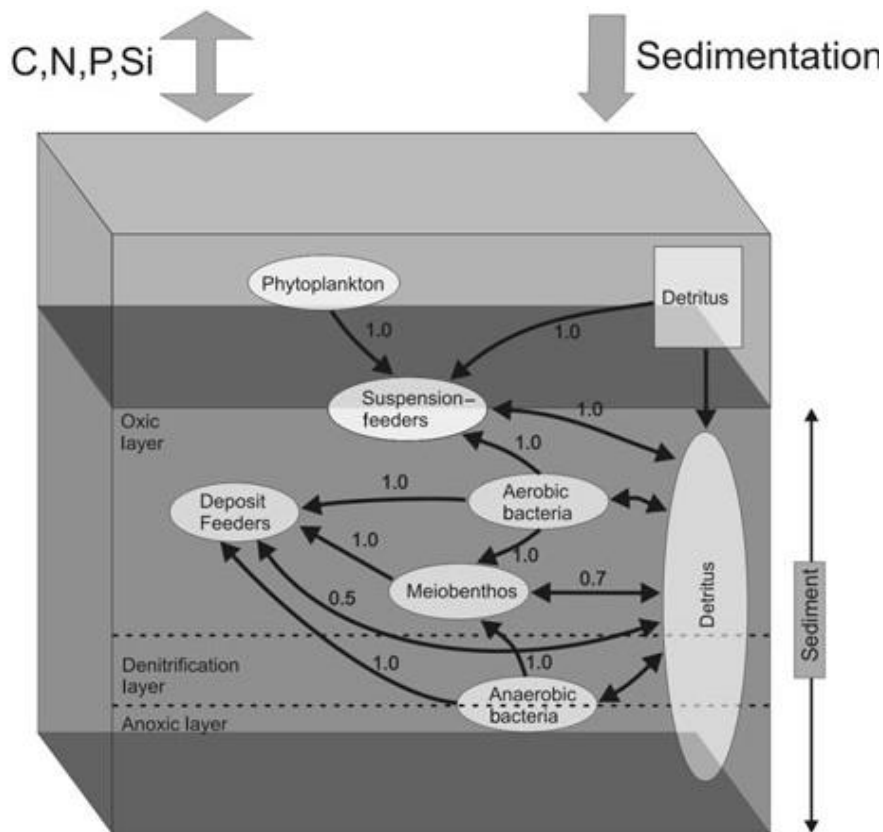 C,N,P,Si
Sedimentation
Phytoplankton
Detritus
1.0
1.0
Suspension–
feeders
1.0
Oxic
layer
1.0
Deposit
Feeders
1.0
Aerobic
bacteria
1.0
1.0
Meiobenthos
0.7
0.5
Detritus
Sediment
Denitrification
layer
1.0
1.0
Anaerobic
bacteria
Anoxic layer